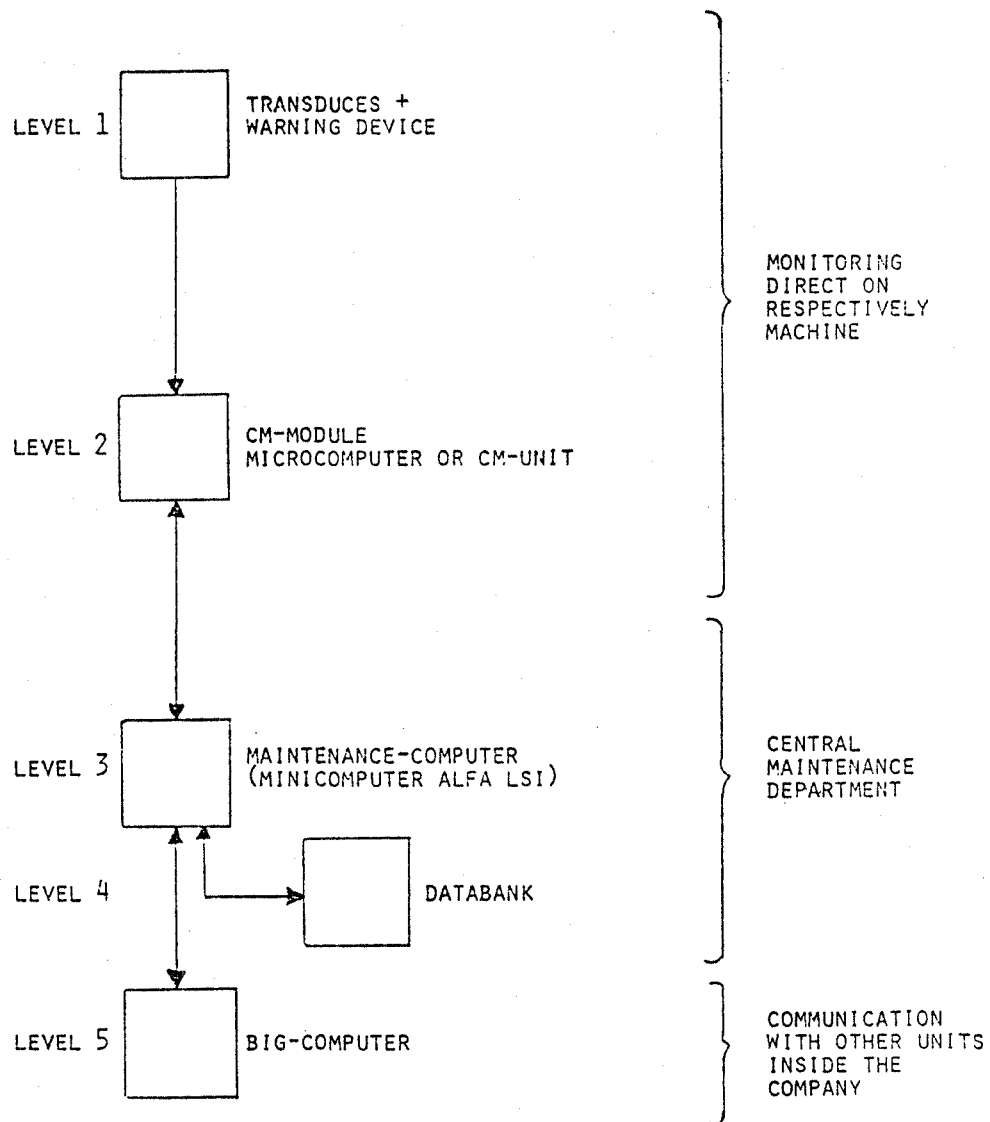 LEVEL 1
TRANSDUCES +
WARNING DEVICE
MONITORING
DIRECT ON
RESPECTIVELY
MACHINE
LEVEL 2
CM-MODULE
MICROCOMPUTER OR CM-UNIT
LEVEL 3
MAINTENANCE-COMPUTER
(MINICOMPUTER ALFA LSI)
CENTRAL
MAINTENANCE
DEPARTMENT
LEVEL 4
DATABANK
LEVEL 5
BIG-COMPUTER
COMMUNICATION
WITH OTHER UNITS
INSIDE THE
COMPANY